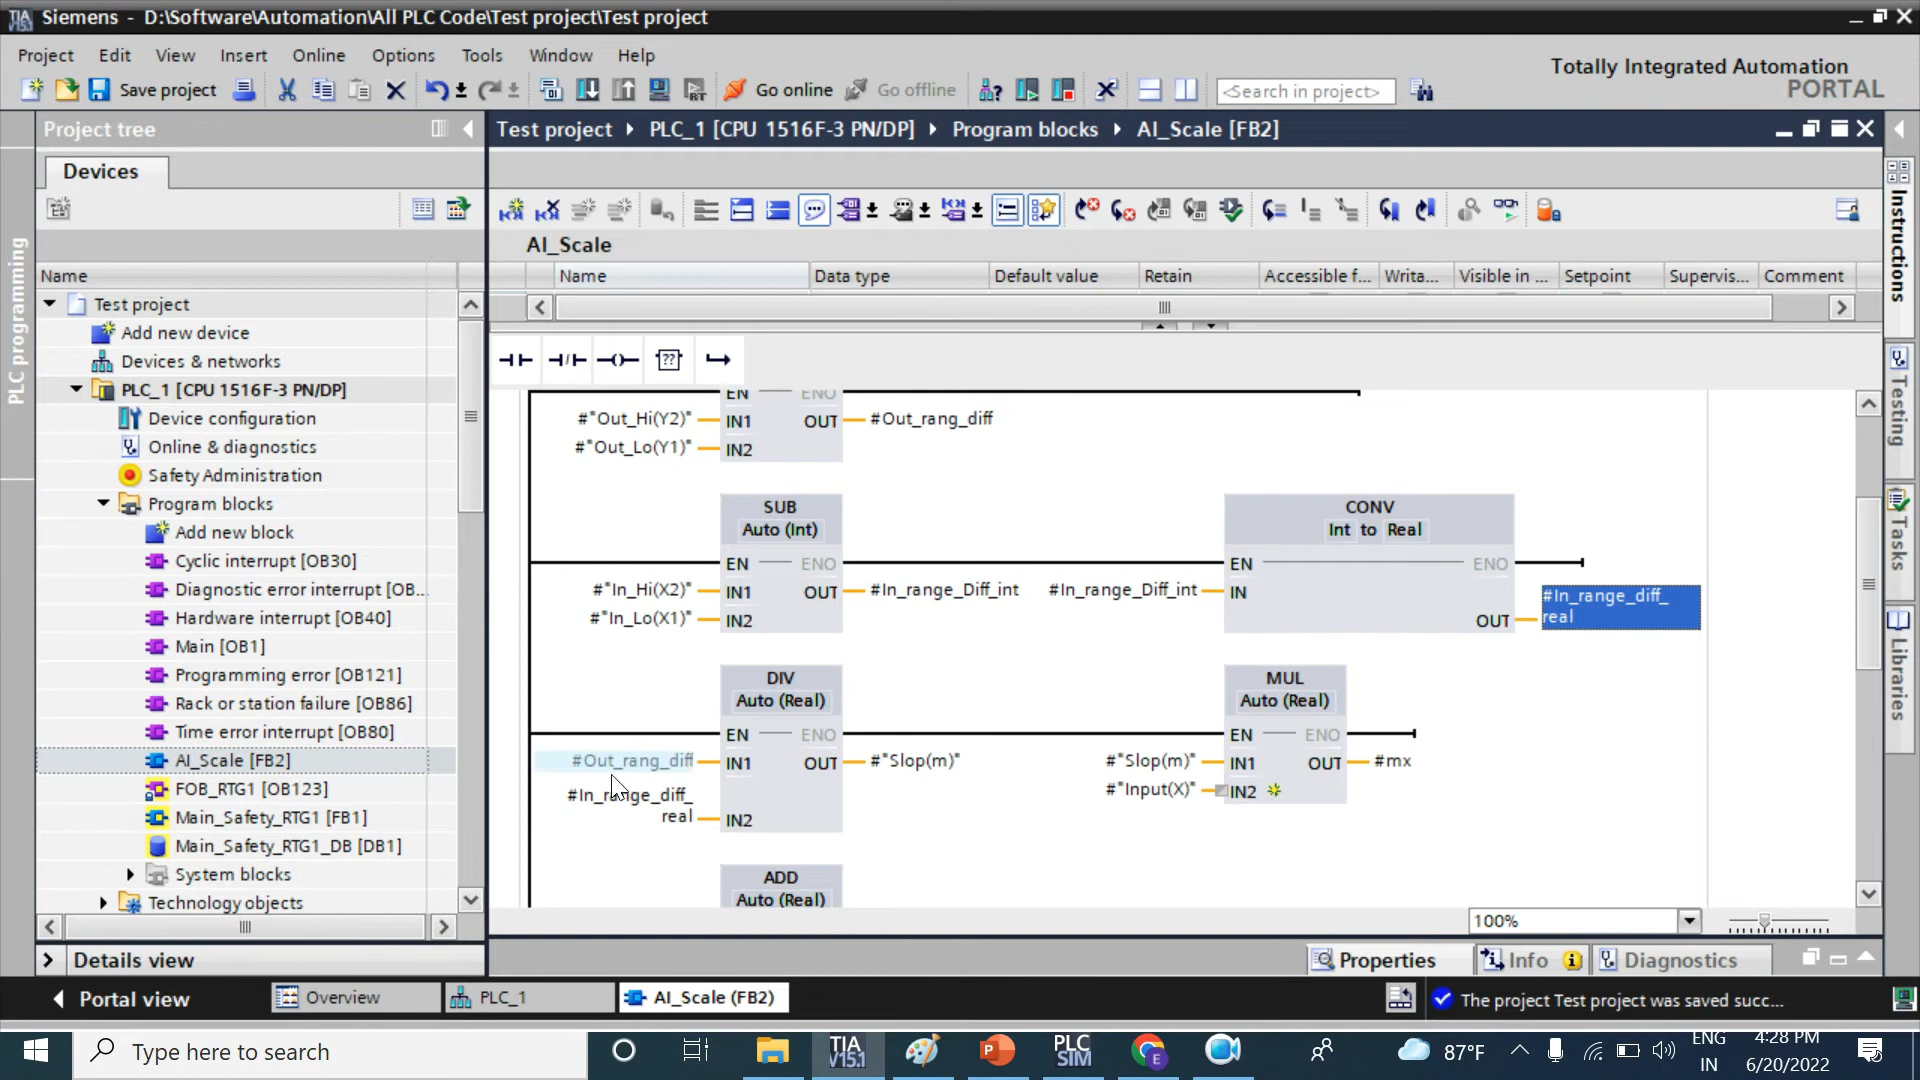 Siemens - D:\Software\Automation\All PLC Code\Test project\Test project
TIA
V15.1
Project Edit View Insert Online Options Tools Window Help
Totally Integrated Automation
PORTAL
Save project
Go online
Go offline
<Search in project>
RT
Project tree
Test project PLC_1 [CPU 1516F-3 PN/DP] Program blocks AI_Scale [FB2]
PLC programming
Devices
AI_Scale
Name
Name Data type Default value Retain Accessible f... Writa... Visible in ... Setpoint Supervis... Comment
Test project
Add new device
Devices & networks
PLC_1 [CPU 1516F-3 PN/DP]
Device configuration
Online & diagnostics
Safety Administration
Program blocks
Add new block
Cyclic interrupt [OB30]
Diagnostic error interrupt [OB...
Hardware interrupt [OB40]
Main [OB1]
Programming error [OB121]
Rack or station failure [OB86]
Time error interrupt [OB80]
AI_Scale [FB2]
FOB_RTG1 [OB123]
Main_Safety_RTG1 [FB1]
Main_Safety_RTG1_DB [DB1]
System blocks
Technology objects
Details view
??
EN ENO
#"Out_Hi(Y2)" IN1 OUT #Out_rang_diff
#"Out_Lo(Y1)" IN2
SUB
Auto (Int)
EN ENO
#"In_Hi(X2)" IN1 OUT #In_range_Diff_int
#"In_Lo(X1)" IN2
CONV
Int to Real
EN ENO
#In_range_Diff_int IN
OUT #In_range_diff_
real
DIV
Auto (Real)
EN ENO
#Out_rang_diff IN1 OUT #"Slop(m)"
#In_range_diff_
real IN2
MUL
Auto (Real)
EN ENO
#"Slop(m)" IN1 OUT #mx
#"Input(X)" IN2
ADD
Auto (Real)
100%
Instructions
Testing
Tasks
Libraries
Properties Info Diagnostics
Portal view Overview PLC_1 AI_Scale (FB2)
The project Test project was saved succ...
Type here to search
TIA
V15.1
PLC
SIM
E
87°F
ENG
IN
4:28 PM
6/20/2022